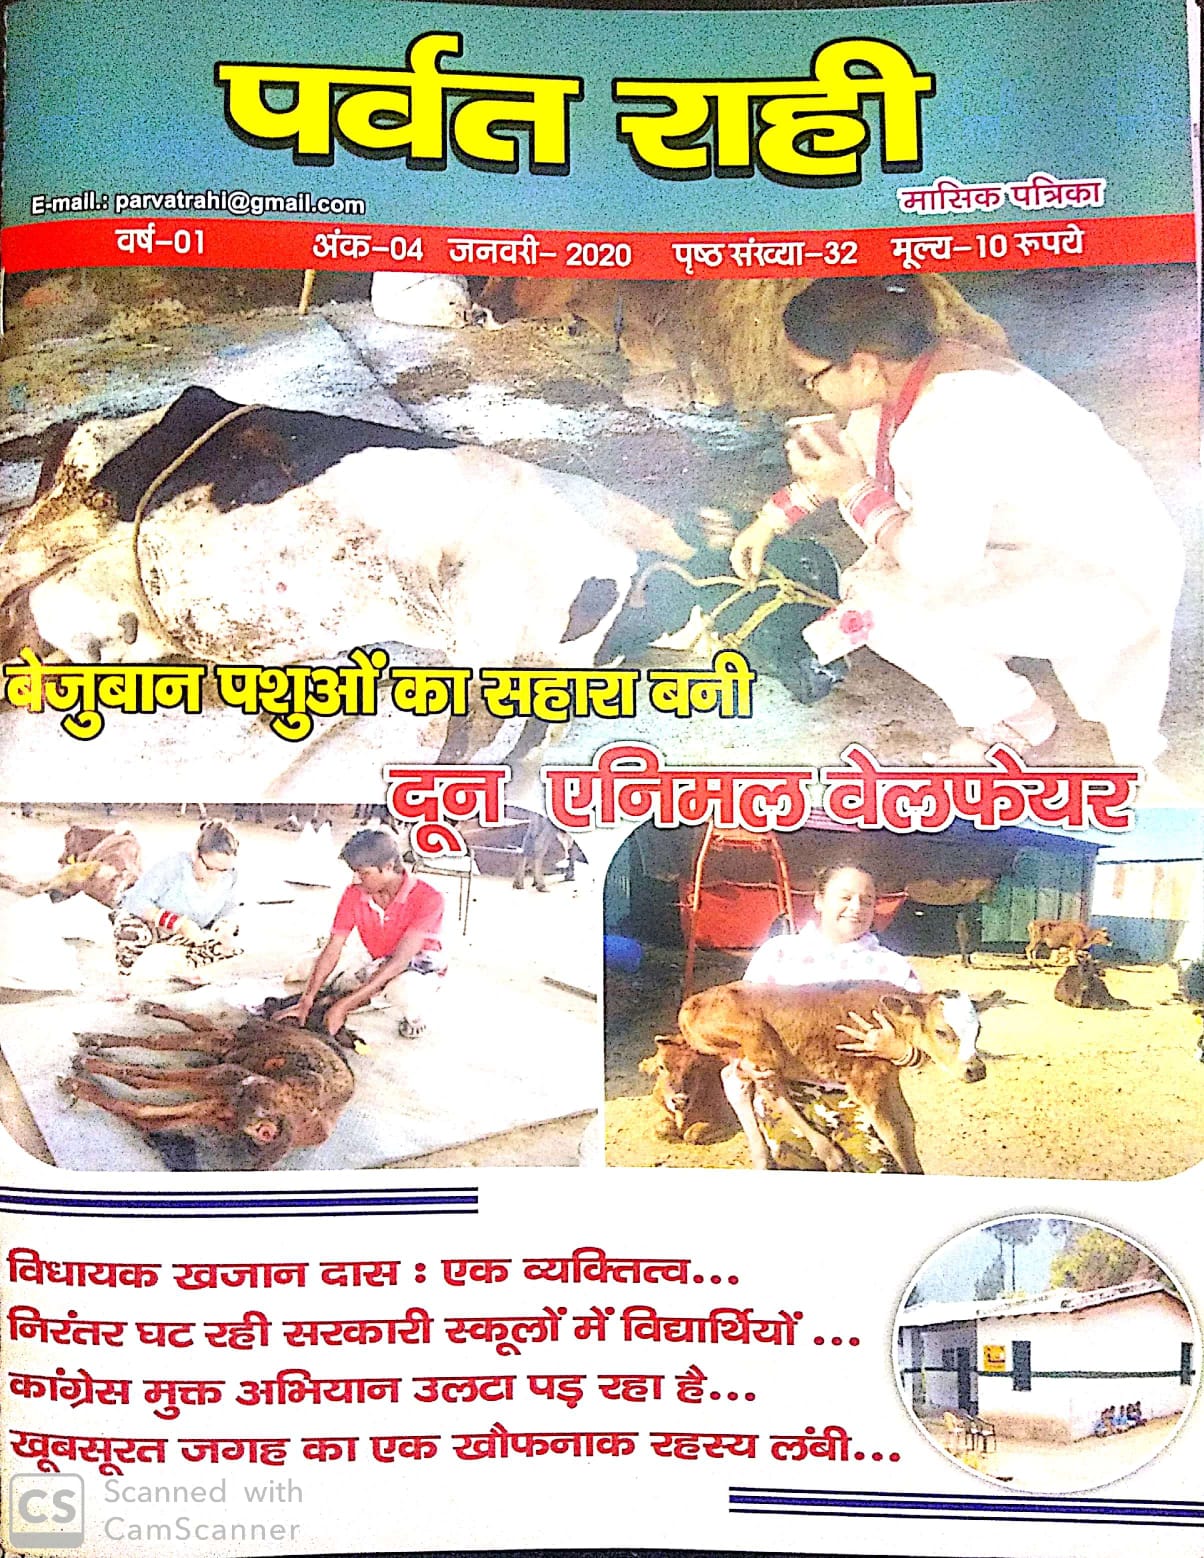 पर्वत राही
E-mail.: parvatrahi@gmail.com
मासिक पत्रिका
वर्ष-01 अंक-04 जनवरी- 2020 पृष्ठ संख्या-32 मूल्य-10 रूपये
बेजुबान पशुओं का सहारा बनी
दून एनिमल वेलफेयर
विधायक खजान दास : एक व्यक्तित्व...
निरंतर घट रही सरकारी स्कूलों में विद्यार्थियों ...
कांग्रेस मुक्त अभियान उलटा पड़ रहा है...
खूबसूरत जगह का एक खौफनाक रहस्य लंबी...
CS Scanned with
CamScanner